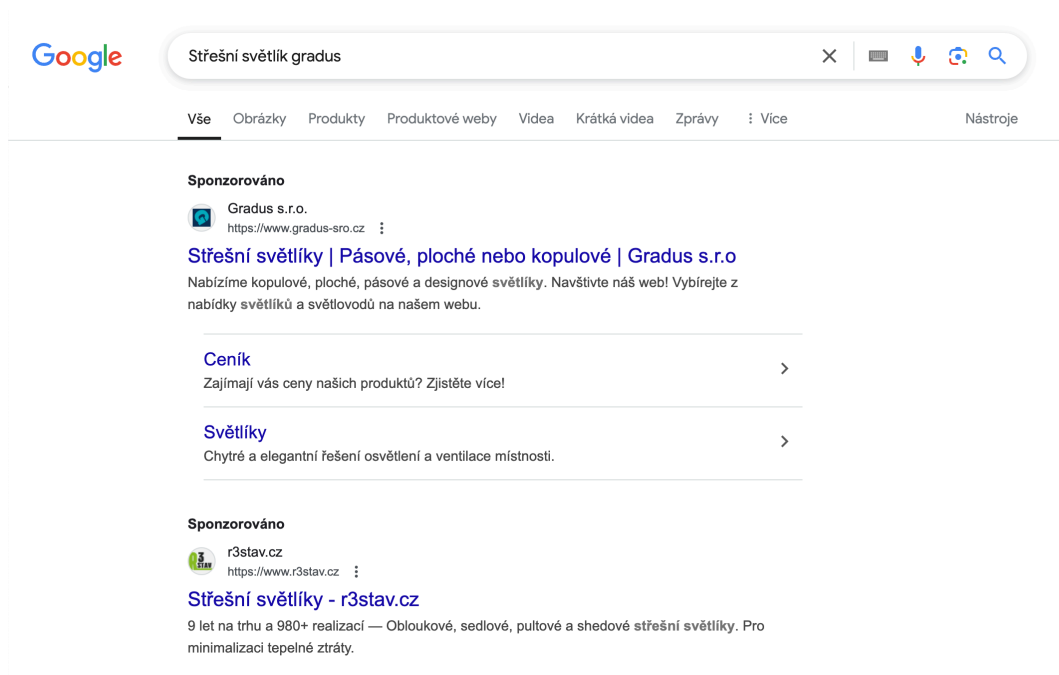 Google
Střešní světlík gradus
Vše Obrázky Produkty Produktové weby Videa Krátká videa Zprávy Více Nástroje
Sponzorováno
Gradus s.r.o.
https://www.gradus-sro.cz
Střešní světlíky | Pásové, ploché nebo kopulové | Gradus s.r.o
Nabízíme kopulové, ploché, pásové a designové světlíky. Navštivte náš web! Vybírejte z
nabídky světlíků a světlovodů na našem webu.
Ceník
Zajímají vás ceny našich produktů? Zjistěte více!
Světlíky
Chytré a elegantní řešení osvětlení a ventilace místnosti.
Sponzorováno
R3 STAV
r3stav.cz
https://www.r3stav.cz
Střešní světlíky - r3stav.cz
9 let na trhu a 980+ realizací — Obloukové, sedlové, pultové a shedové střešní světlíky. Pro
minimalizaci tepelné ztráty.